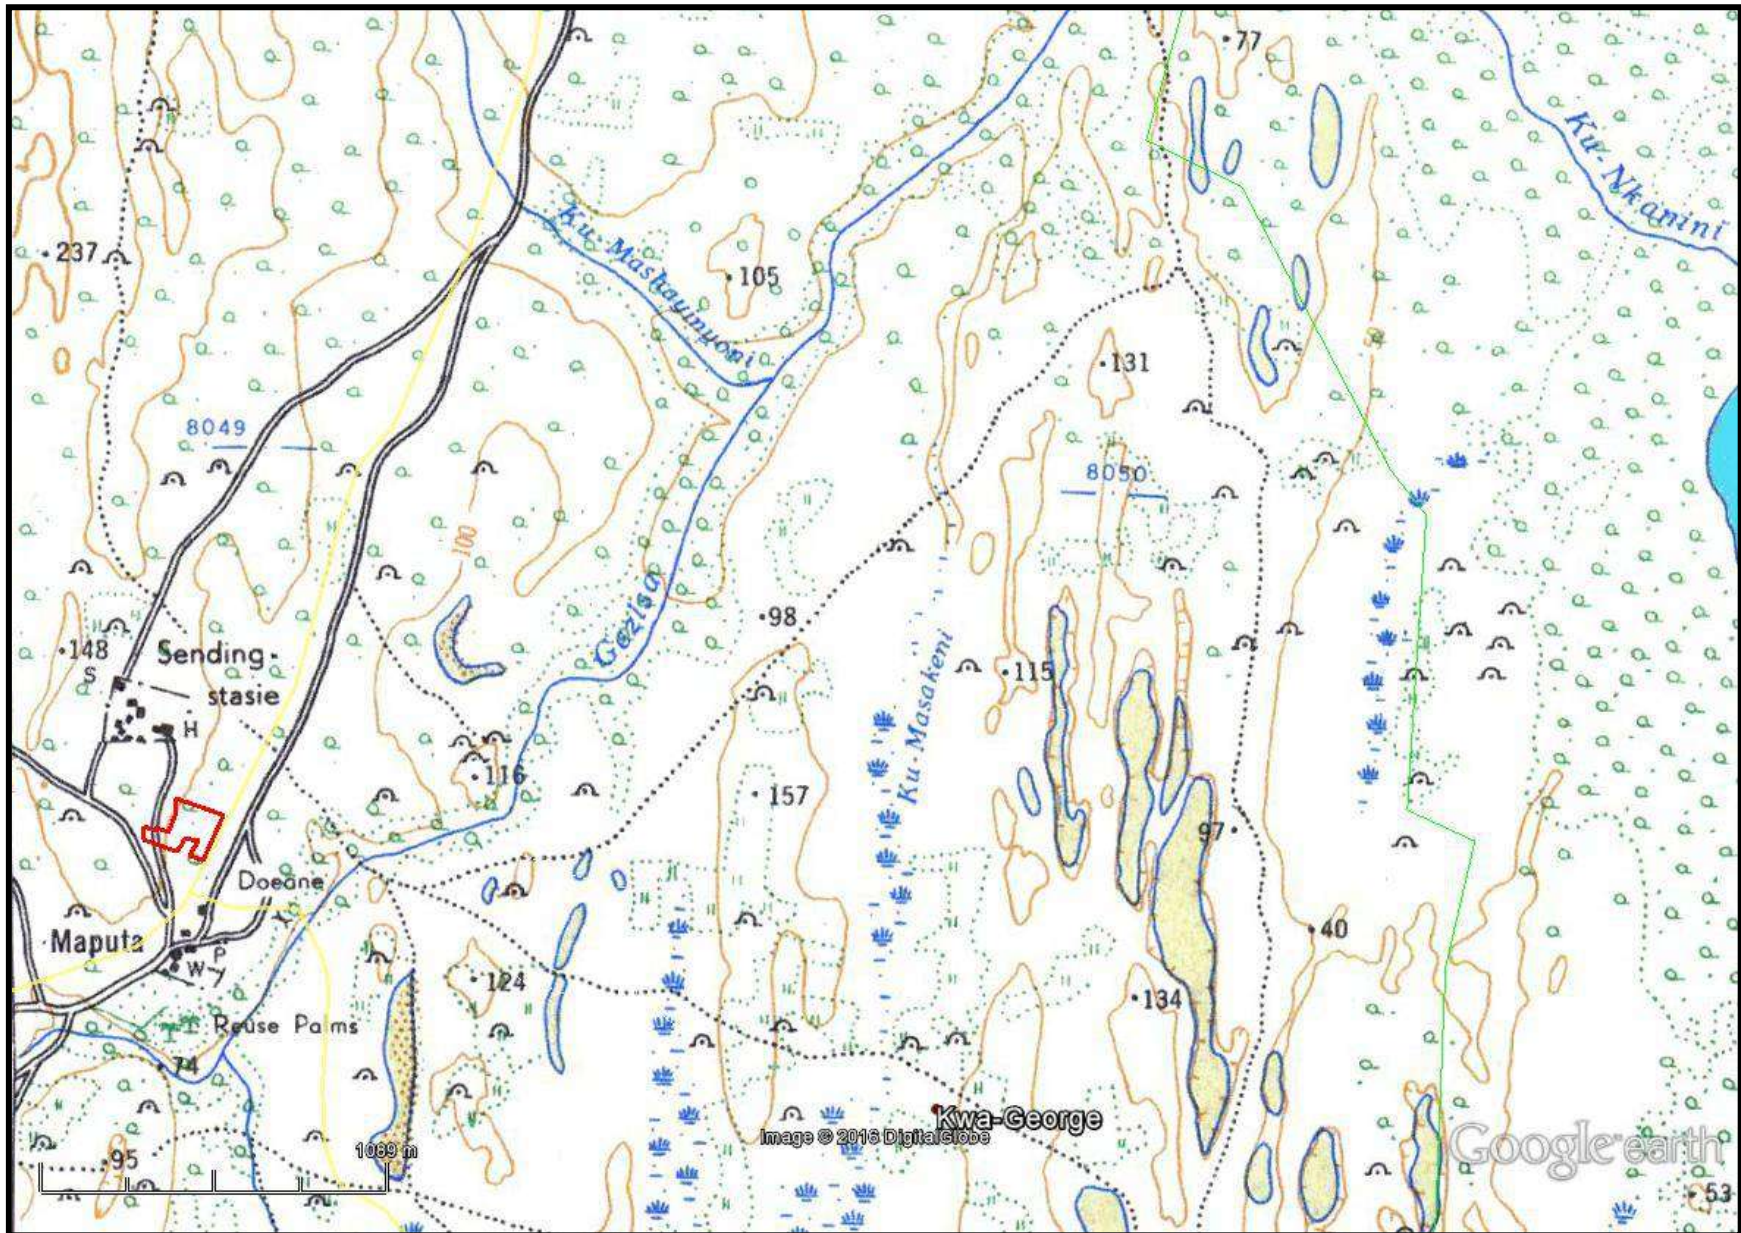 77
Ku-Nkanini
237
Ku-Mashayinyoni
105
50
131
8049
8050
100
Gezisa
98
148
S
Sending-
stasie
Ku-Masakeni
115
H
116
157
97
Doeane
40
Maputa
P
W
124
134
Reuse Palms
74
Kwa-George
Image © 2016 DigitalGlobe
1089 m
95
Google earth
53